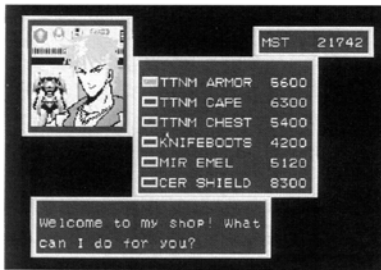 MST 21742
TTNM ARMOR 5600
TTNM CAPE 6300
TTNM CHEST 5400
KNIFEBOOTS 4200
MIR EMEL 5120
CER SHIELD 8300
Welcome to my shop! What
can I do for you?